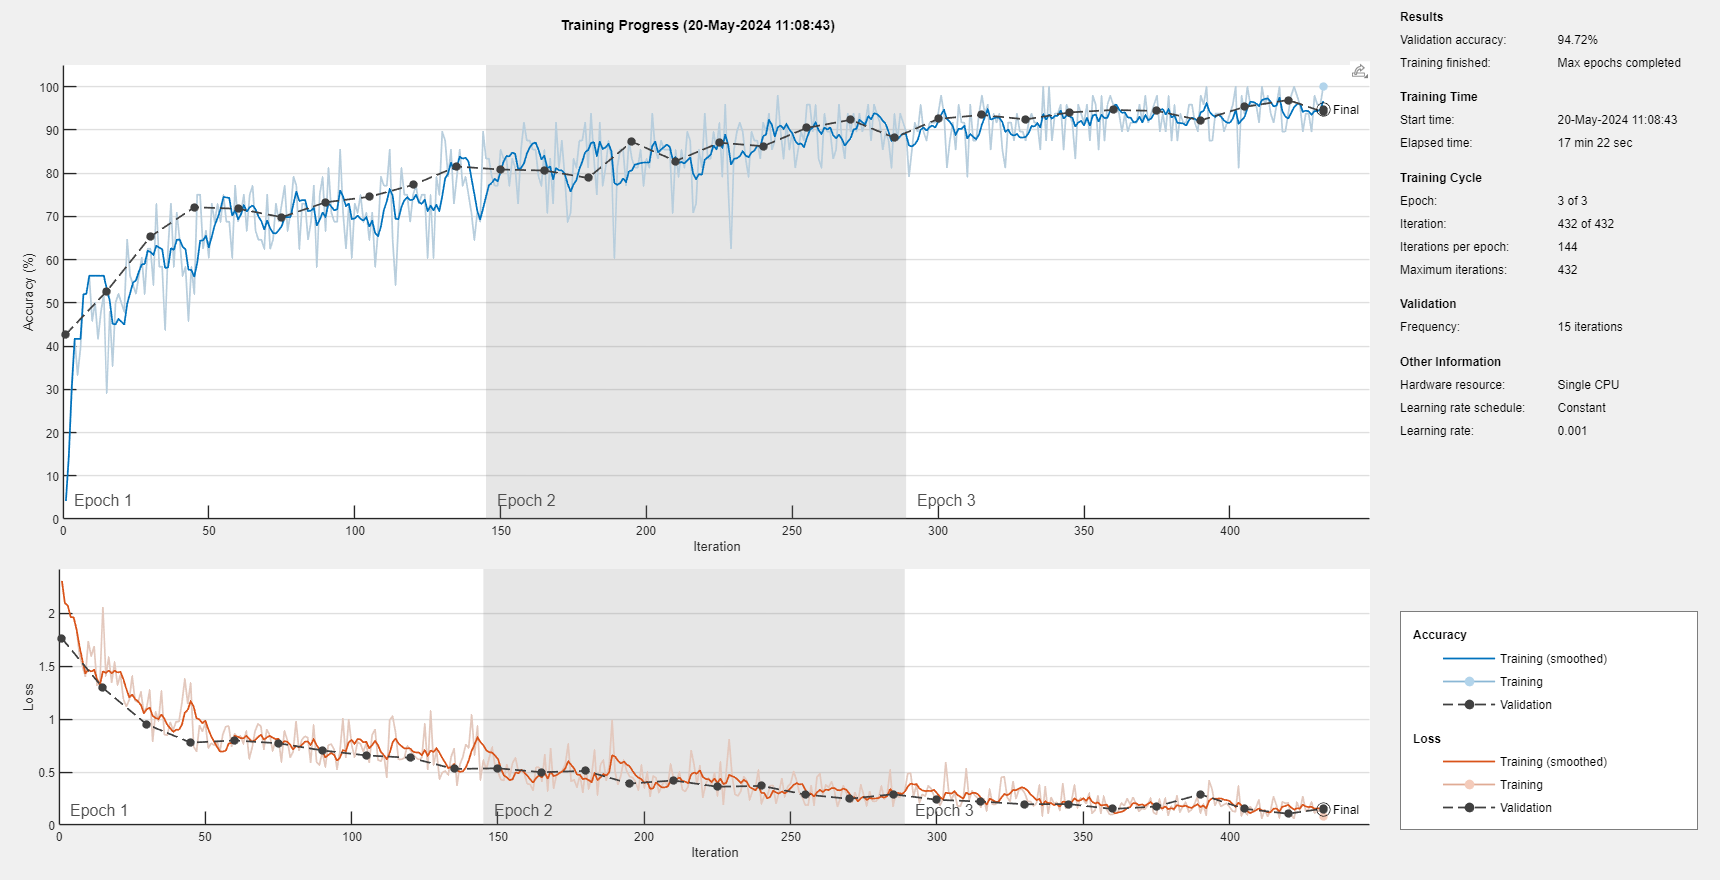 Training Progress (20-May-2024 11:08:43)
Accuracy (%)
100
90
80
70
60
50
40
30
20
10
0
Epoch 1
Epoch 2
Epoch 3
Final
0 50 100 150 200 250 300 350 400
Iteration
Loss
2
1.5
1
0.5
0
Epoch 1
Epoch 2
Epoch 3
Final
0 50 100 150 200 250 300 350 400
Iteration
Results
Validation accuracy: 94.72%
Training finished: Max epochs completed
Training Time
Start time: 20-May-2024 11:08:43
Elapsed time: 17 min 22 sec
Training Cycle
Epoch: 3 of 3
Iteration: 432 of 432
Iterations per epoch: 144
Maximum iterations: 432
Validation
Frequency: 15 iterations
Other Information
Hardware resource: Single CPU
Learning rate schedule: Constant
Learning rate: 0.001
Accuracy
Training (smoothed)
Training
Validation
Loss
Training (smoothed)
Training
Validation